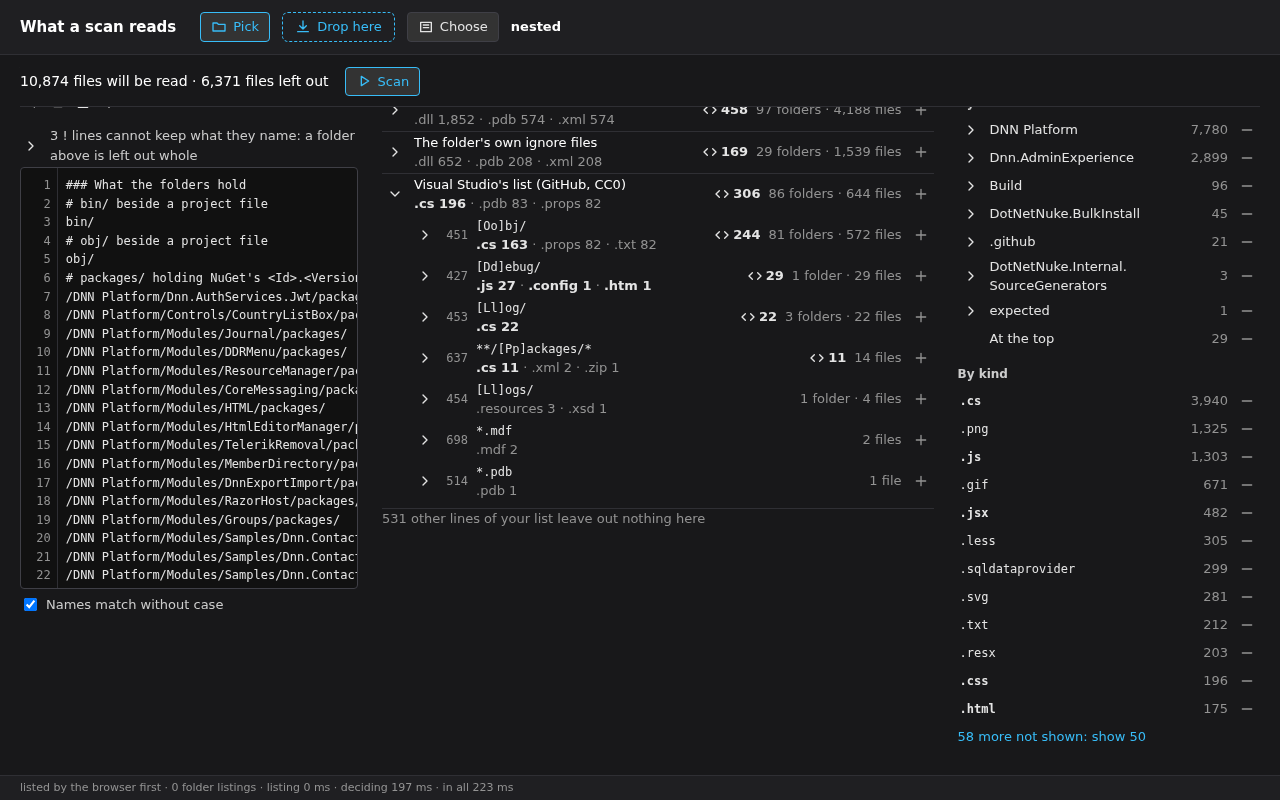 What a scan reads
Pick
Drop here
Choose
nested
10,874 files will be read · 6,371 files left out
Scan
3 ! lines cannot keep what they name: a folder
above is left out whole
1 ### What the folders hold
2 # bin/ beside a project file
3 bin/
4 # obj/ beside a project file
5 obj/
6 # packages/ holding NuGet's <Id>.<Version
7 /DNN Platform/Dnn.AuthServices.Jwt/packag
8 /DNN Platform/Controls/CountryListBox/pac
9 /DNN Platform/Modules/Journal/packages/
10 /DNN Platform/Modules/DDRMenu/packages/
11 /DNN Platform/Modules/ResourceManager/pac
12 /DNN Platform/Modules/CoreMessaging/packa
13 /DNN Platform/Modules/HTML/packages/
14 /DNN Platform/Modules/HtmlEditorManager/p
15 /DNN Platform/Modules/TelerikRemoval/pack
16 /DNN Platform/Modules/MemberDirectory/pac
17 /DNN Platform/Modules/DnnExportImport/pac
18 /DNN Platform/Modules/RazorHost/packages/
19 /DNN Platform/Modules/Groups/packages/
20 /DNN Platform/Modules/Samples/Dnn.Contact
21 /DNN Platform/Modules/Samples/Dnn.Contact
22 /DNN Platform/Modules/Samples/Dnn.Contact
Names match without case
458 97 folders · 4,188 files
.dll 1,852 · .pdb 574 · .xml 574
The folder's own ignore files
169 29 folders · 1,539 files
.dll 652 · .pdb 208 · .xml 208
Visual Studio's list (GitHub, CC0)
306 86 folders · 644 files
.cs 196 · .pdb 83 · .props 82
[Oo]bj/
451 244 81 folders · 572 files
.cs 163 · .props 82 · .txt 82
[Dd]ebug/
427 29 1 folder · 29 files
.js 27 · .config 1 · .htm 1
[Ll]og/
453 22 3 folders · 22 files
.cs 22
**/[Pp]ackages/*
637 11 14 files
.cs 11 · .xml 2 · .zip 1
[Ll]ogs/
454 1 folder · 4 files
.resources 3 · .xsd 1
*.mdf
698 2 files
.mdf 2
*.pdb
514 1 file
.pdb 1
531 other lines of your list leave out nothing here
DNN Platform 7,780
Dnn.AdminExperience 2,899
Build 96
DotNetNuke.BulkInstall 45
.github 21
DotNetNuke.Internal.
SourceGenerators 3
expected 1
At the top 29
By kind
.cs 3,940
.png 1,325
.js 1,303
.gif 671
.jsx 482
.less 305
.sqldataprovider 299
.svg 281
.txt 212
.resx 203
.css 196
.html 175
58 more not shown: show 50
listed by the browser first · 0 folder listings · listing 0 ms · deciding 197 ms · in all 223 ms